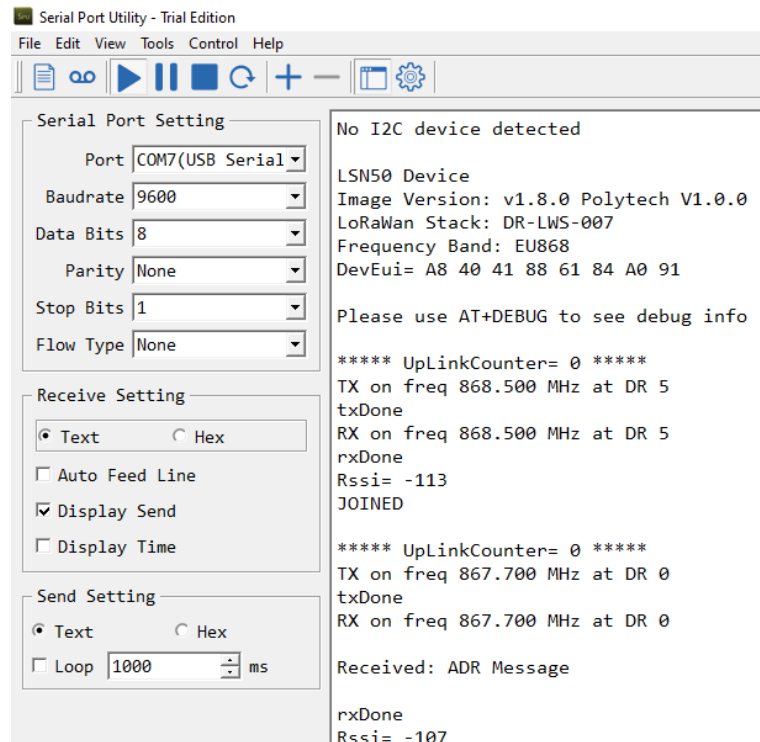 Serial Port Utility - Trial Edition
File Edit View Tools Control Help
Serial Port Setting
Port COM7(USB Serial
Baudrate 9600
Data Bits 8
Parity None
Stop Bits 1
Flow Type None
Receive Setting
Text Hex
Auto Feed Line
Display Send
Display Time
Send Setting
Text Hex
Loop 1000 ms
No I2C device detected
LSN50 Device
Image Version: v1.8.0 Polytech V1.0.0
LoRaWan Stack: DR-LWS-007
Frequency Band: EU868
DevEui= A8 40 41 88 61 84 A0 91
Please use AT+DEBUG to see debug info
***** UpLinkCounter= 0 *****
TX on freq 868.500 MHz at DR 5
txDone
RX on freq 868.500 MHz at DR 5
rxDone
Rssi= -113
JOINED
***** UpLinkCounter= 0 *****
TX on freq 867.700 MHz at DR 0
txDone
RX on freq 867.700 MHz at DR 0
Received: ADR Message
rxDone
Rssi= -107